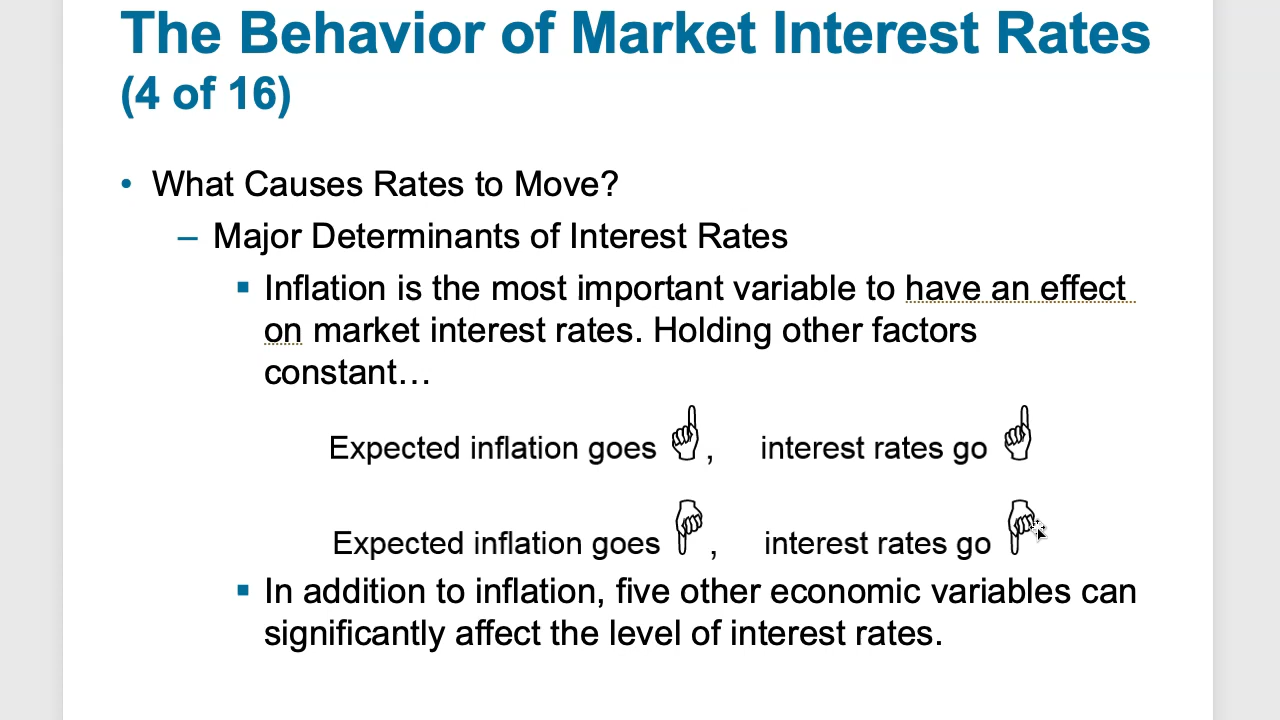 The Behavior of Market Interest Rates
(4 of 16)
• What Causes Rates to Move?
– Major Determinants of Interest Rates
▪ Inflation is the most important variable to have an effect
on market interest rates. Holding other factors
constant…
Expected inflation goes ☝, interest rates go ☝
Expected inflation goes ☟, interest rates go ☟
▪ In addition to inflation, five other economic variables can
significantly affect the level of interest rates.